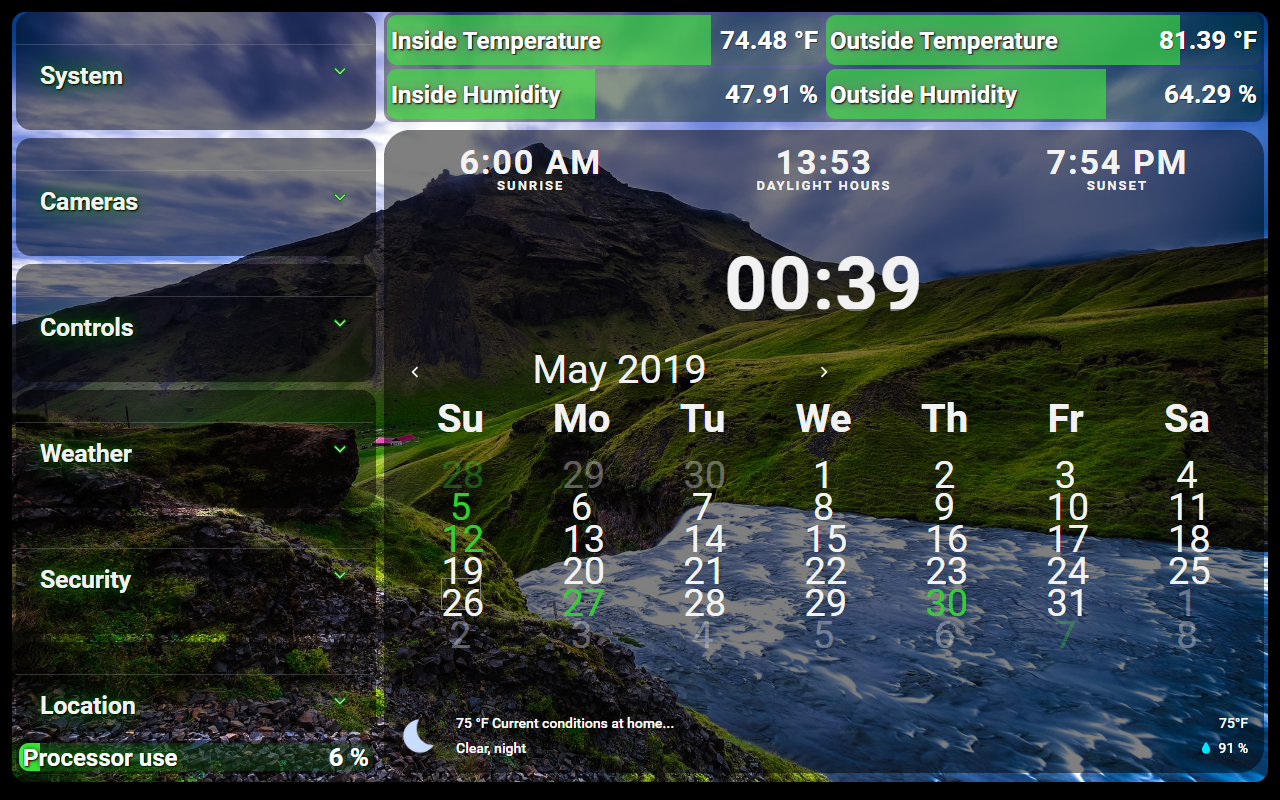 System
Cameras
Controls
Weather
Security
Location
Processor use 6 %
Inside Temperature 74.48 °F Outside Temperature 81.39 °F
Inside Humidity 47.91 % Outside Humidity 64.29 %
6:00 AM 13:53 7:54 PM
SUNRISE DAYLIGHT HOURS SUNSET
00:39
May 2019
Su Mo Tu We Th Fr Sa
28 29 30 1 2 3 4
5 6 7 8 9 10 11
12 13 14 15 16 17 18
19 20 21 22 23 24 25
26 27 28 29 30 31 1
2 3 4 5 6 7 8
75 °F Current conditions at home... 75°F
Clear, night 91 %